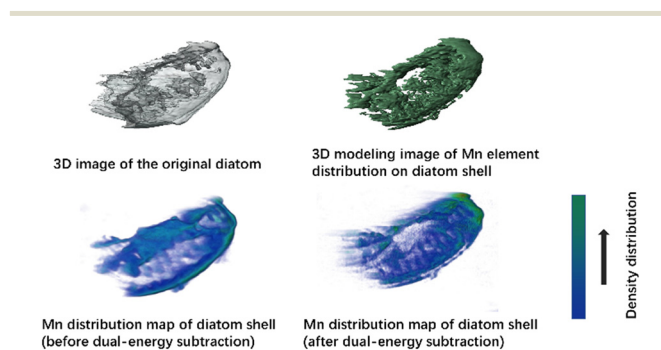 3D image of the original diatom
3D modeling image of Mn element
distribution on diatom shell
Mn distribution map of diatom shell
(before dual-energy subtraction)
Mn distribution map of diatom shell
(after dual-energy subtraction)
Density distribution